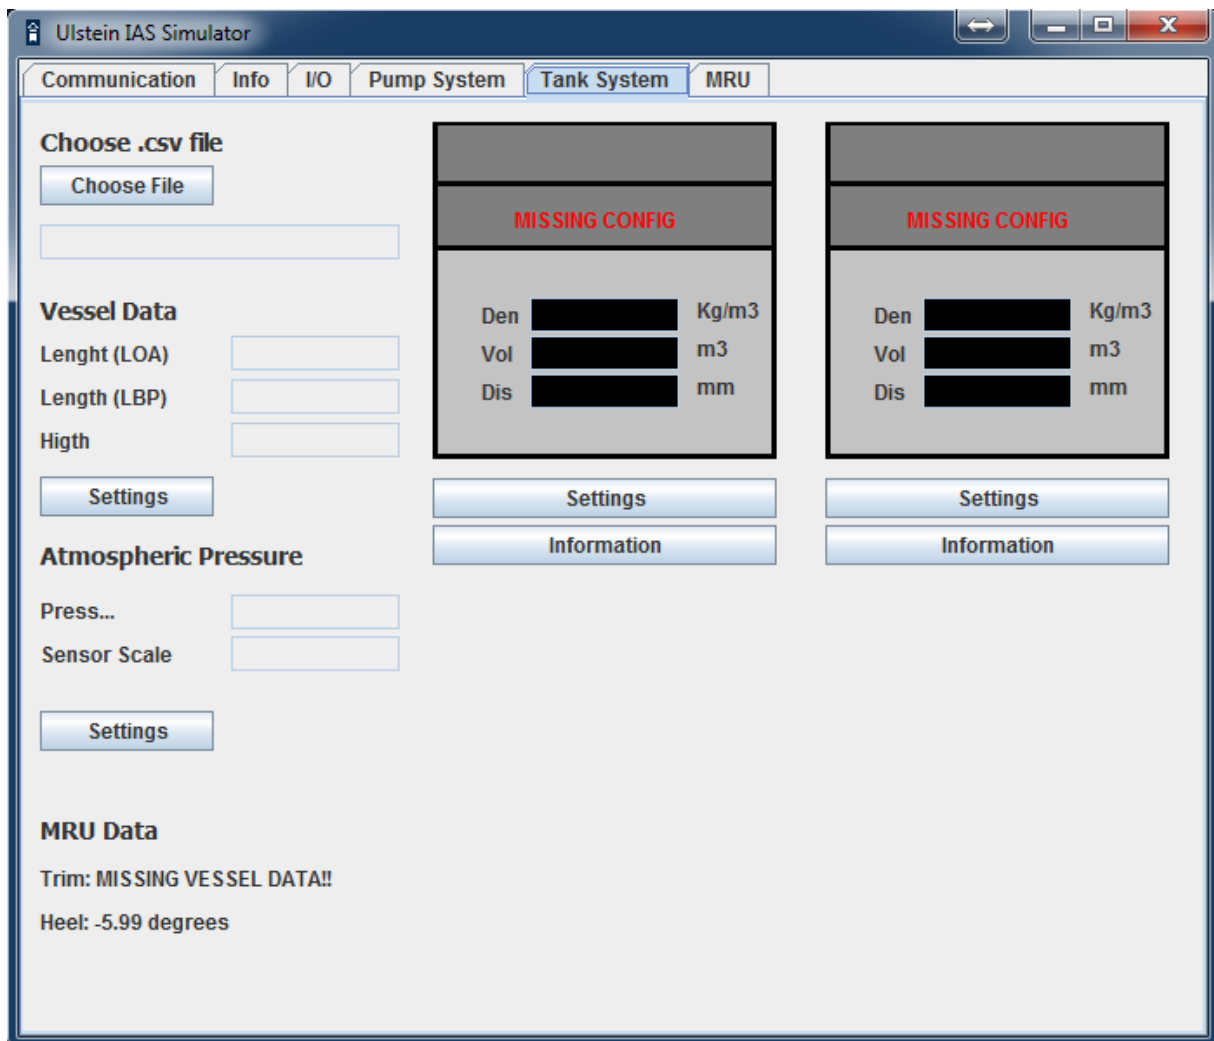 Ulstein IAS Simulator
X
Communication Info I/O Pump System Tank System MRU
Choose .csv file
Choose File
Vessel Data
Lenght (LOA)
Length (LBP)
Higth
Settings
Atmospheric Pressure
Press...
Sensor Scale
Settings
MRU Data
Trim: MISSING VESSEL DATA!!
Heel: -5.99 degrees
MISSING CONFIG
Den Kg/m3
Vol m3
Dis mm
Settings
Information
MISSING CONFIG
Den Kg/m3
Vol m3
Dis mm
Settings
Information